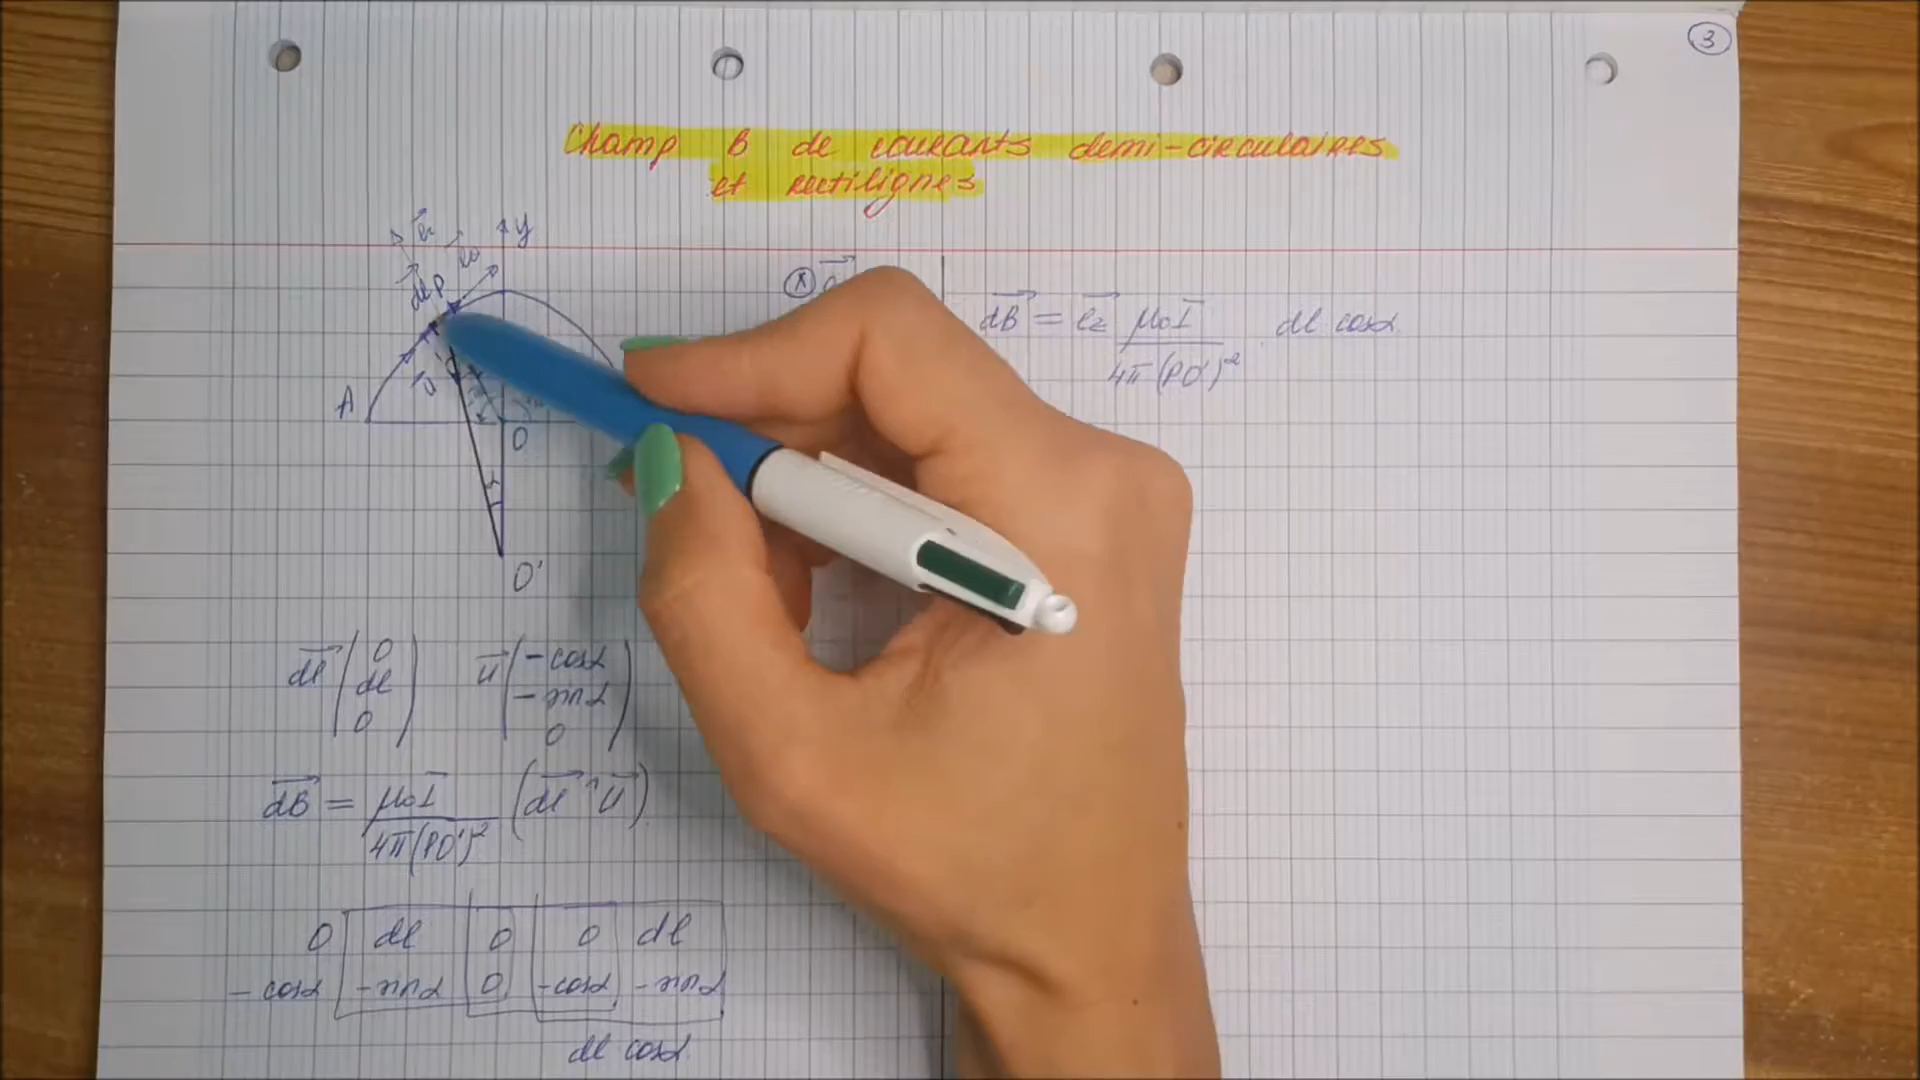 3
Champ B de courants demi-circulaires
et rectilignes
y
P
A
O
α
O'
dl⃗ ( 0 dl 0 ) u⃗ ( -cosα -sinα 0 )
dB⃗ = μ₀I / 4π(PO')² (dl⃗ ^ u⃗)
0 dl 0 0 dl
-cosα -sinα 0 -cosα -sinα
dl cosα
dB⃗ = e⃗z μ₀I / 4π(PO')² . dl cosα